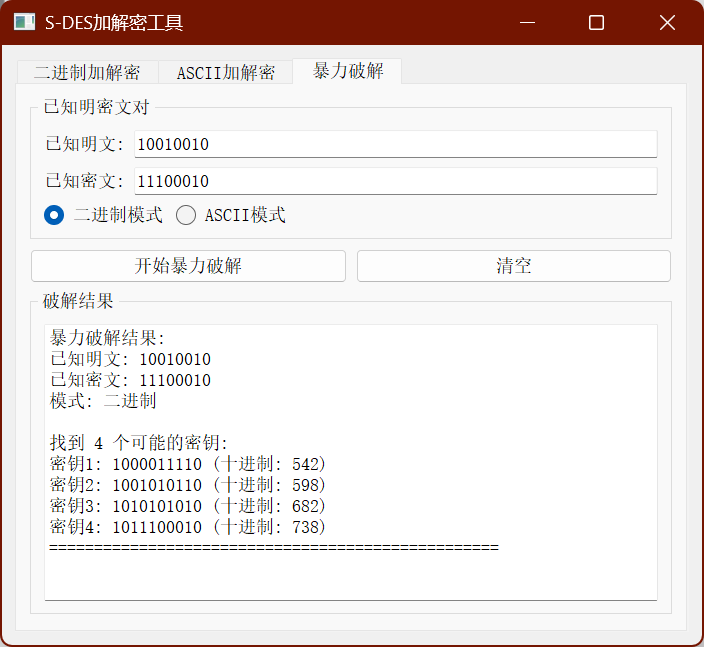 S-DES加解密工具
二进制加解密 ASCII加解密 暴力破解
已知明密文对
已知明文: 10010010
已知密文: 11100010
二进制模式 ASCII模式
开始暴力破解 清空
破解结果
暴力破解结果:
已知明文: 10010010
已知密文: 11100010
模式: 二进制
找到 4 个可能的密钥:
密钥1: 1000011110 (十进制: 542)
密钥2: 1001010110 (十进制: 598)
密钥3: 1010101010 (十进制: 682)
密钥4: 1011100010 (十进制: 738)
==================================================